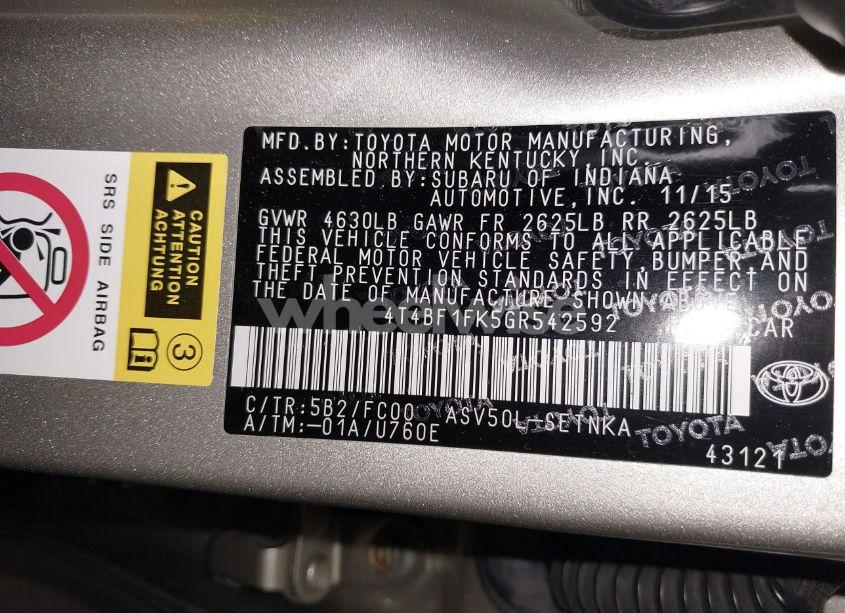 MFD.BY:TOYOTA MOTOR MANUFACTURING,
NORTHERN KENTUCKY,INC.
ASSEMBLED BY:SUBARU OF INDIANA
AUTOMOTIVE,INC. 11/15
GVWR 4630LB GAWR FR 2625LB RR 2625LB
THIS VEHICLE CONFORMS TO ALL APPLICABLE
FEDERAL MOTOR VEHICLE SAFETY,BUMPER,AND
THEFT PREVENTION STANDARDS IN EFFECT ON
THE DATE OF MANUFACTURE SHOWN ABOVE.
4T4BF1FK5GR542592 CAR
C/TR:5B2/FC00 ASV50L-SETNKA
A/TM:-01A/U760E
43121
TOYOTA
SRS SIDE AIRBAG
CAUTION
ATTENTION
ACHTUNG
3